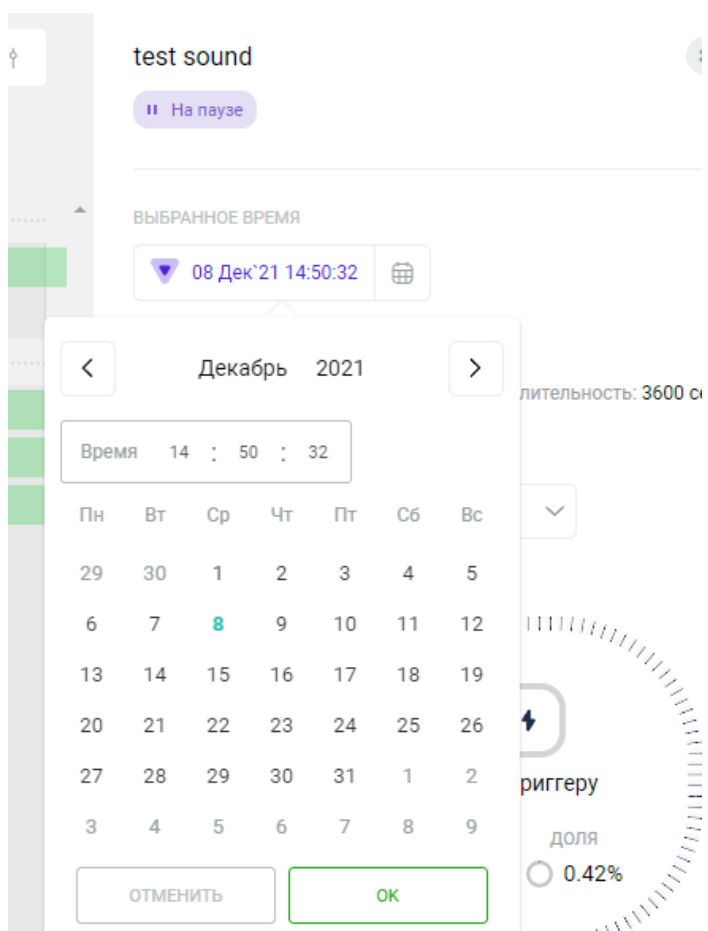 test sound
На паузе
ВЫБРАННОЕ ВРЕМЯ
08 Дек`21 14:50:32
Декабрь 2021
лительность: 3600 се
Время 14 : 50 : 32
Пн Вт Ср Чт Пт Сб Вс
29 30 1 2 3 4 5
6 7 8 9 10 11 12
13 14 15 16 17 18 19
20 21 22 23 24 25 26
27 28 29 30 31 1 2
риггеру
3 4 5 6 7 8 9
ДОЛЯ
0.42%
ОТМЕНИТЬ ОК